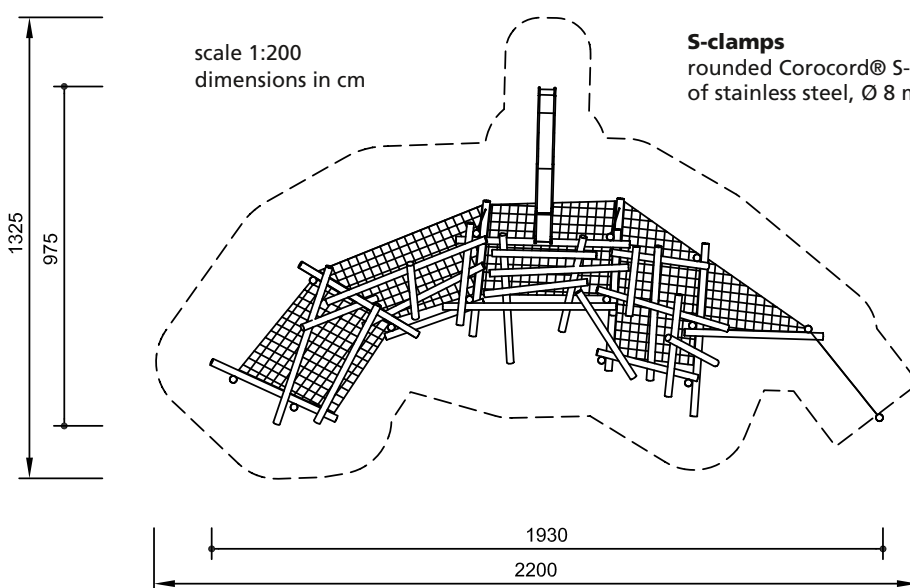 scale 1:200
dimensions in cm
S-clamps
rounded Corocord® S-
of stainless steel, Ø 8 m
1325
975
1930
2200